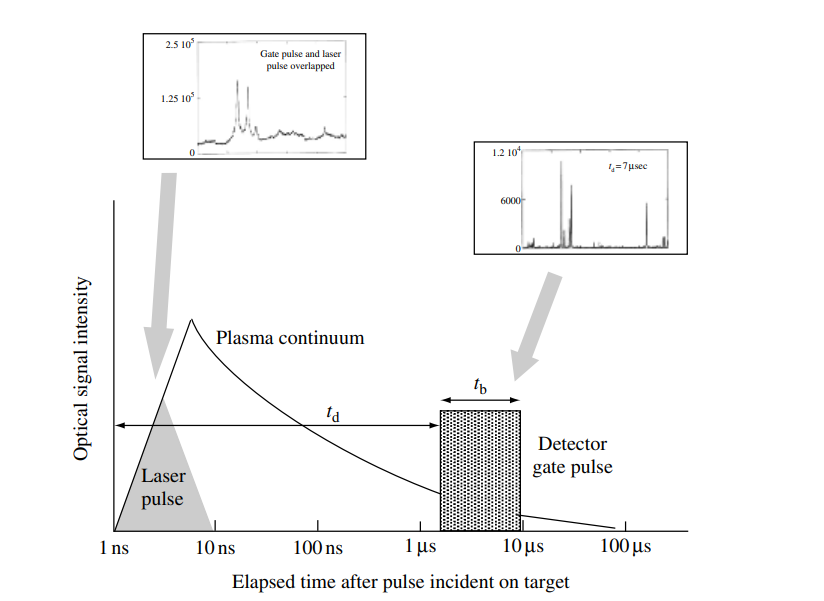 2.5 10⁵
Gate pulse and laser
pulse overlapped
1.25 10⁵
0
1.2 10⁴
t_d=7μsec
6000
0
Optical signal intensity
Plasma continuum
t_b
t_d
Detector
gate pulse
Laser
pulse
1 ns
10 ns
100 ns
1 μs
10 μs
100 μs
Elapsed time after pulse incident on target